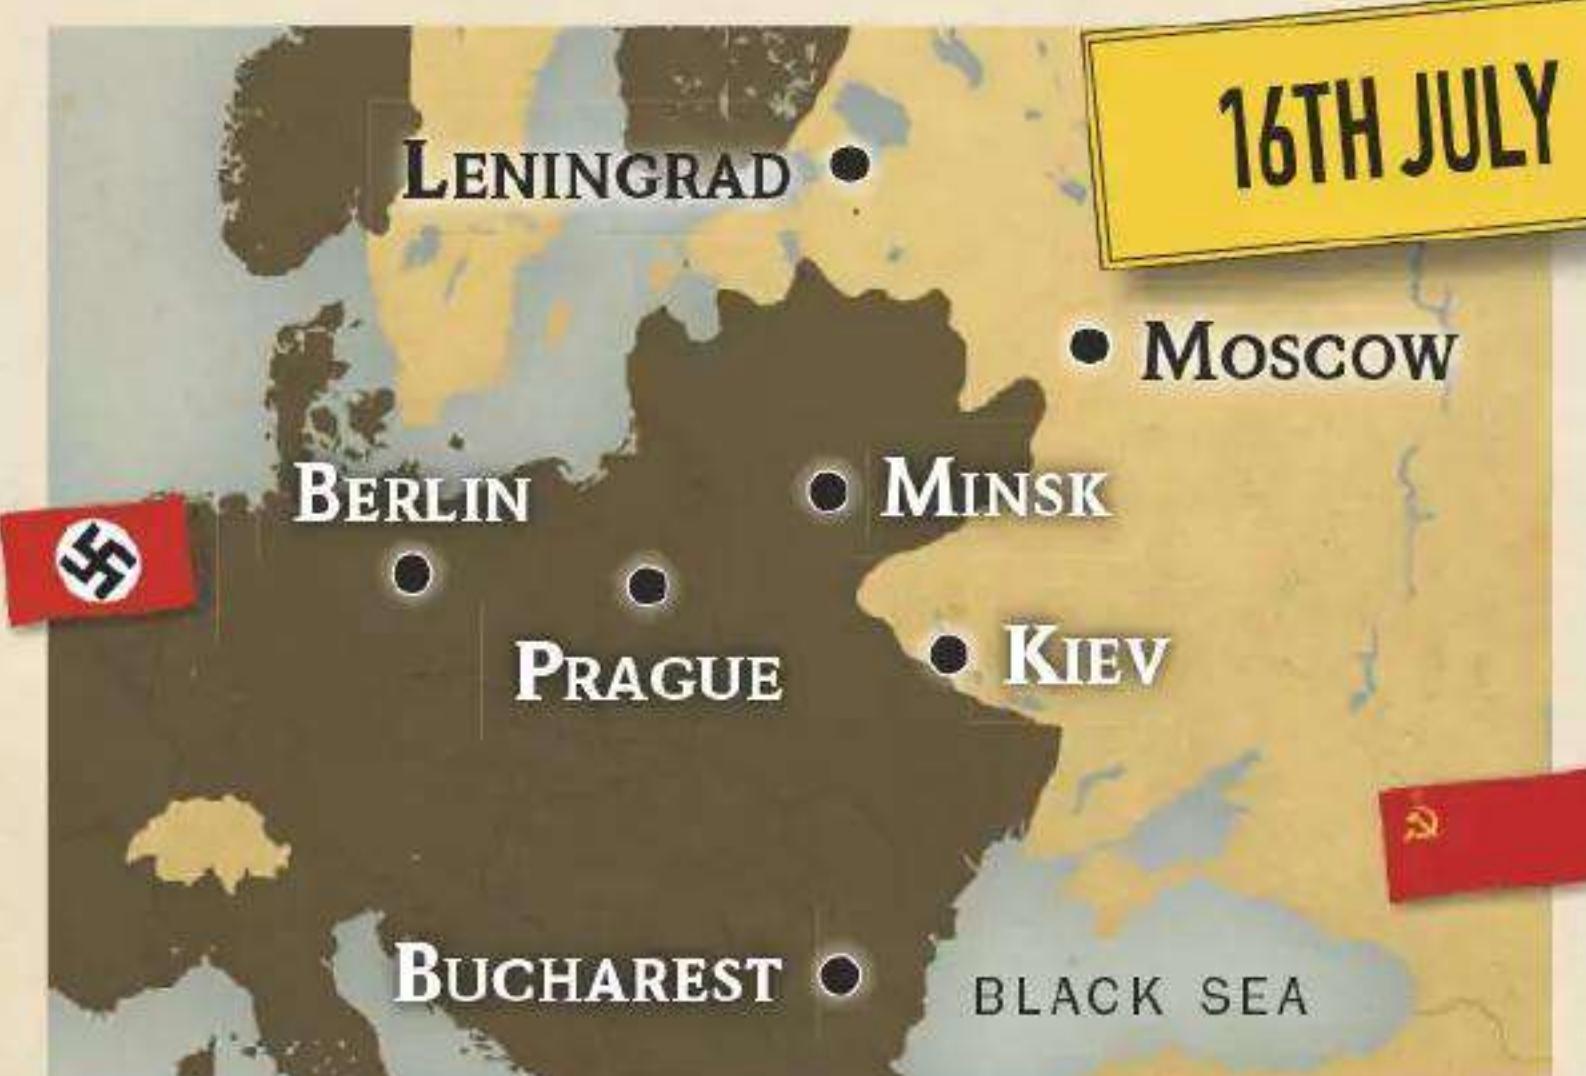 16TH JULY
LENINGRAD
MOSCOW
BERLIN
MINSK
PRAGUE
KIEV
BUCHAREST
BLACK SEA